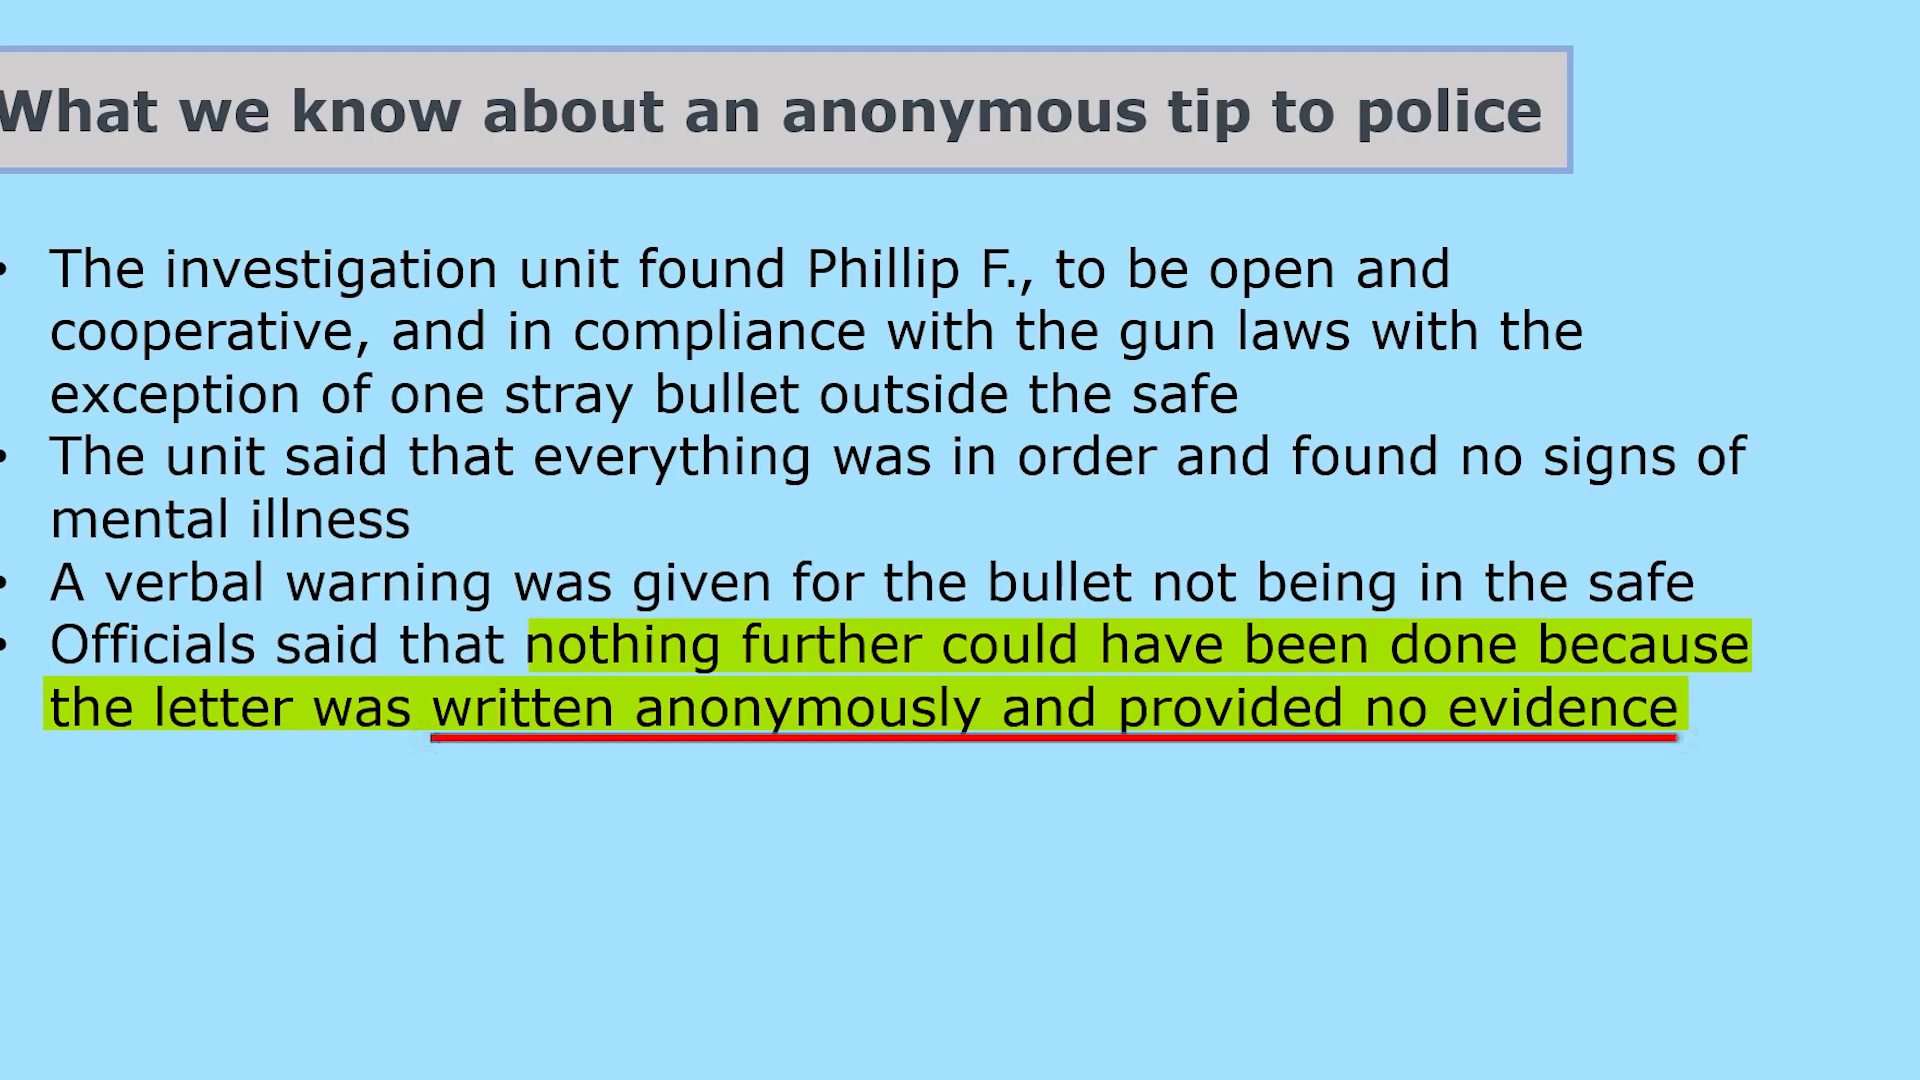 What we know about an anonymous tip to police
• The investigation unit found Phillip F., to be open and
cooperative, and in compliance with the gun laws with the
exception of one stray bullet outside the safe
• The unit said that everything was in order and found no signs of
mental illness
• A verbal warning was given for the bullet not being in the safe
• Officials said that nothing further could have been done because
the letter was written anonymously and provided no evidence